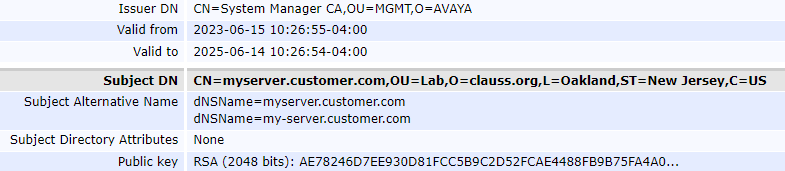 Issuer DN CN=System Manager CA,OU=MGMT,O=AVAYA
Valid from 2023-06-15 10:26:55-04:00
Valid to 2025-06-14 10:26:54-04:00
Subject DN CN=myserver.customer.com,OU=Lab,O=clauss.org,L=Oakland,ST=New Jersey,C=US
Subject Alternative Name dNSName=myserver.customer.com
dNSName=my-server.customer.com
Subject Directory Attributes None
Public key RSA (2048 bits): AE78246D7EE930D81FCC5B9C2D52FCAE4488FB9B75FA4A0...